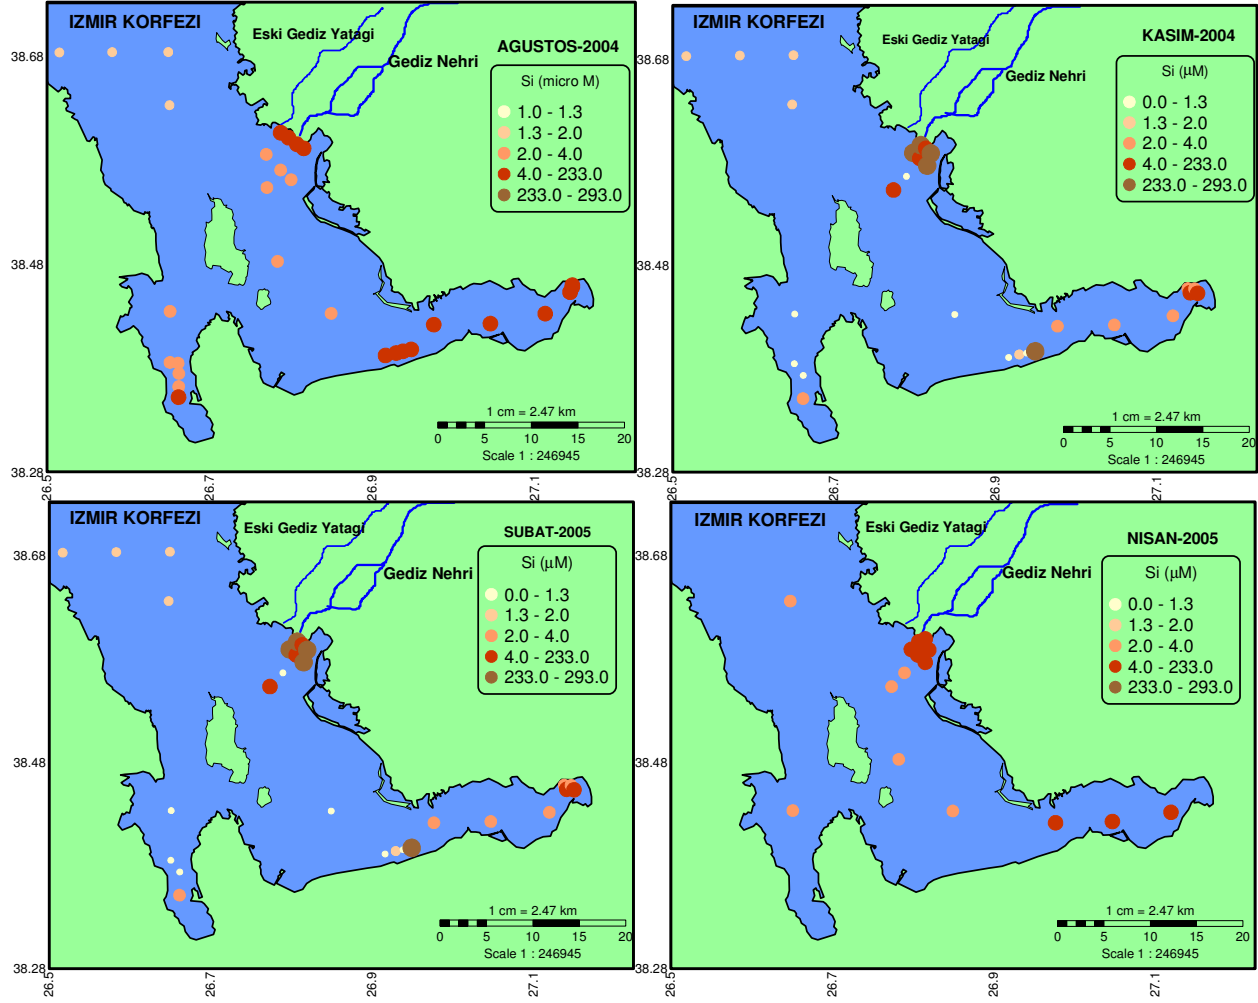 IZMIR KORFEZI
Eski Gediz Yatagi
AGUSTOS-2004
Gediz Nehri
Si (micro M)
1.0 - 1.3
1.3 - 2.0
2.0 - 4.0
4.0 - 233.0
233.0 - 293.0
38.68
38.48
38.28
1 cm = 2.47 km
0 5 10 15 20
Scale 1 : 246945
26.5 26.7 26.9 27.1
IZMIR KORFEZI
Eski Gediz Yatagi
KASIM-2004
Gediz Nehri
Si (µM)
0.0 - 1.3
1.3 - 2.0
2.0 - 4.0
4.0 - 233.0
233.0 - 293.0
38.68
38.48
38.28
1 cm = 2.47 km
0 5 10 15 20
Scale 1 : 246945
26.5 26.7 26.9 27.1
IZMIR KORFEZI
Eski Gediz Yatagi
SUBAT-2005
Gediz Nehri
Si (µM)
0.0 - 1.3
1.3 - 2.0
2.0 - 4.0
4.0 - 233.0
233.0 - 293.0
38.68
38.48
38.28
1 cm = 2.47 km
0 5 10 15 20
Scale 1 : 246945
26.5 26.7 26.9 27.1
IZMIR KORFEZI
Eski Gediz Yatagi
NISAN-2005
Gediz Nehri
Si (µM)
0.0 - 1.3
1.3 - 2.0
2.0 - 4.0
4.0 - 233.0
233.0 - 293.0
38.68
38.48
38.28
1 cm = 2.47 km
0 5 10 15 20
Scale 1 : 246945
26.5 26.7 26.9 27.1